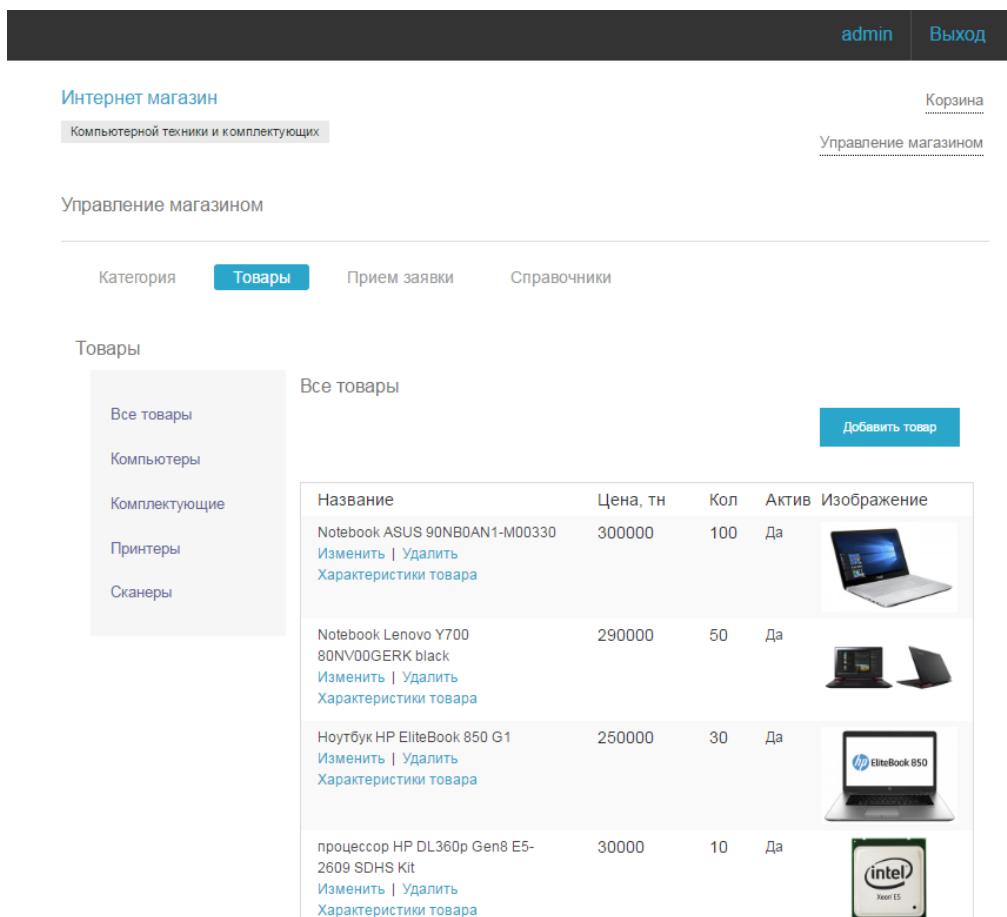 admin Выход
Интернет магазин
Корзина
Компьютерной техники и комплектующих
Управление магазином
Управление магазином
Категория Товары Прием заявки Справочники
Товары
Все товары
Компьютеры
Комплектующие
Принтеры
Сканеры
Все товары
Добавить товар
Название Цена, тн Кол Актив Изображение
Notebook ASUS 90NB0AN1-M00330 300000 100 Да
Изменить | Удалить
Характеристики товара
Notebook Lenovo Y700 290000 50 Да
80NV00GERK black
Изменить | Удалить
Характеристики товара
Ноутбук HP EliteBook 850 G1 250000 30 Да
Изменить | Удалить
Характеристики товара
hp EliteBook 850
процессор HP DL360p Gen8 E5- 30000 10 Да
2609 SDHS Kit
Изменить | Удалить
Характеристики товара
intel
Xeon E5